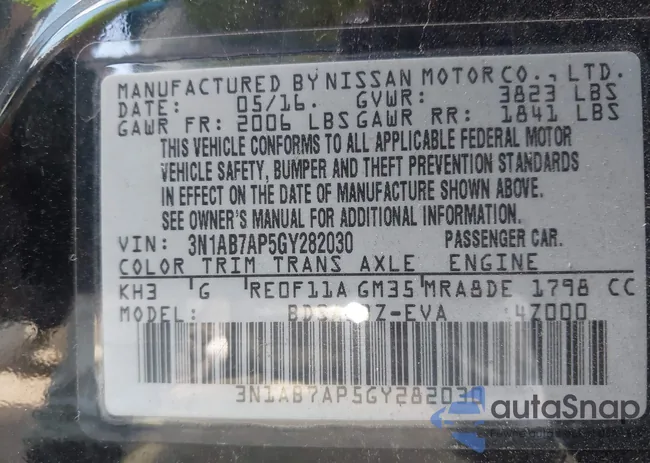 MANUFACTURED BY NISSAN MOTOR CO., LTD.
DATE: 05/16. GVWR: 3823 LBS
GAWR FR: 2006 LBS GAWR RR: 1841 LBS
THIS VEHICLE CONFORMS TO ALL APPLICABLE FEDERAL MOTOR
VEHICLE SAFETY, BUMPER AND THEFT PREVENTION STANDARDS
IN EFFECT ON THE DATE OF MANUFACTURE SHOWN ABOVE.
SEE OWNER'S MANUAL FOR ADDITIONAL INFORMATION.
VIN: 3N1AB7AP5GY282030 PASSENGER CAR.
COLOR TRIM TRANS AXLE ENGINE
KH3 G RE0F11A GM35 MRA8DE 1798 CC
MODEL: Z-EVA 4Z000
3N1AB7AP5GY282030
autaSnap